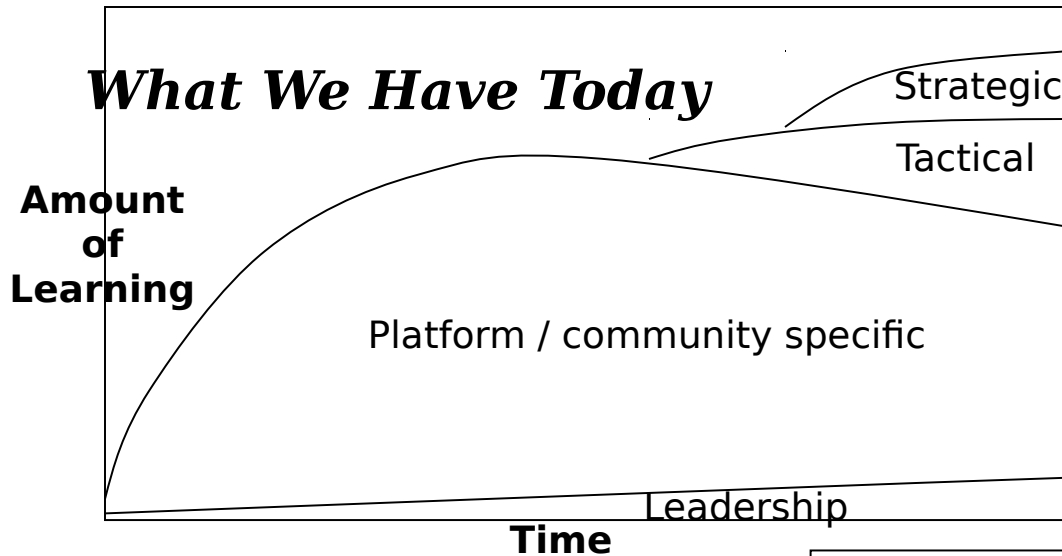 What We Have Today
Strategic
Tactical
Amount
of
Learning
Platform / community specific
Leadership
Time